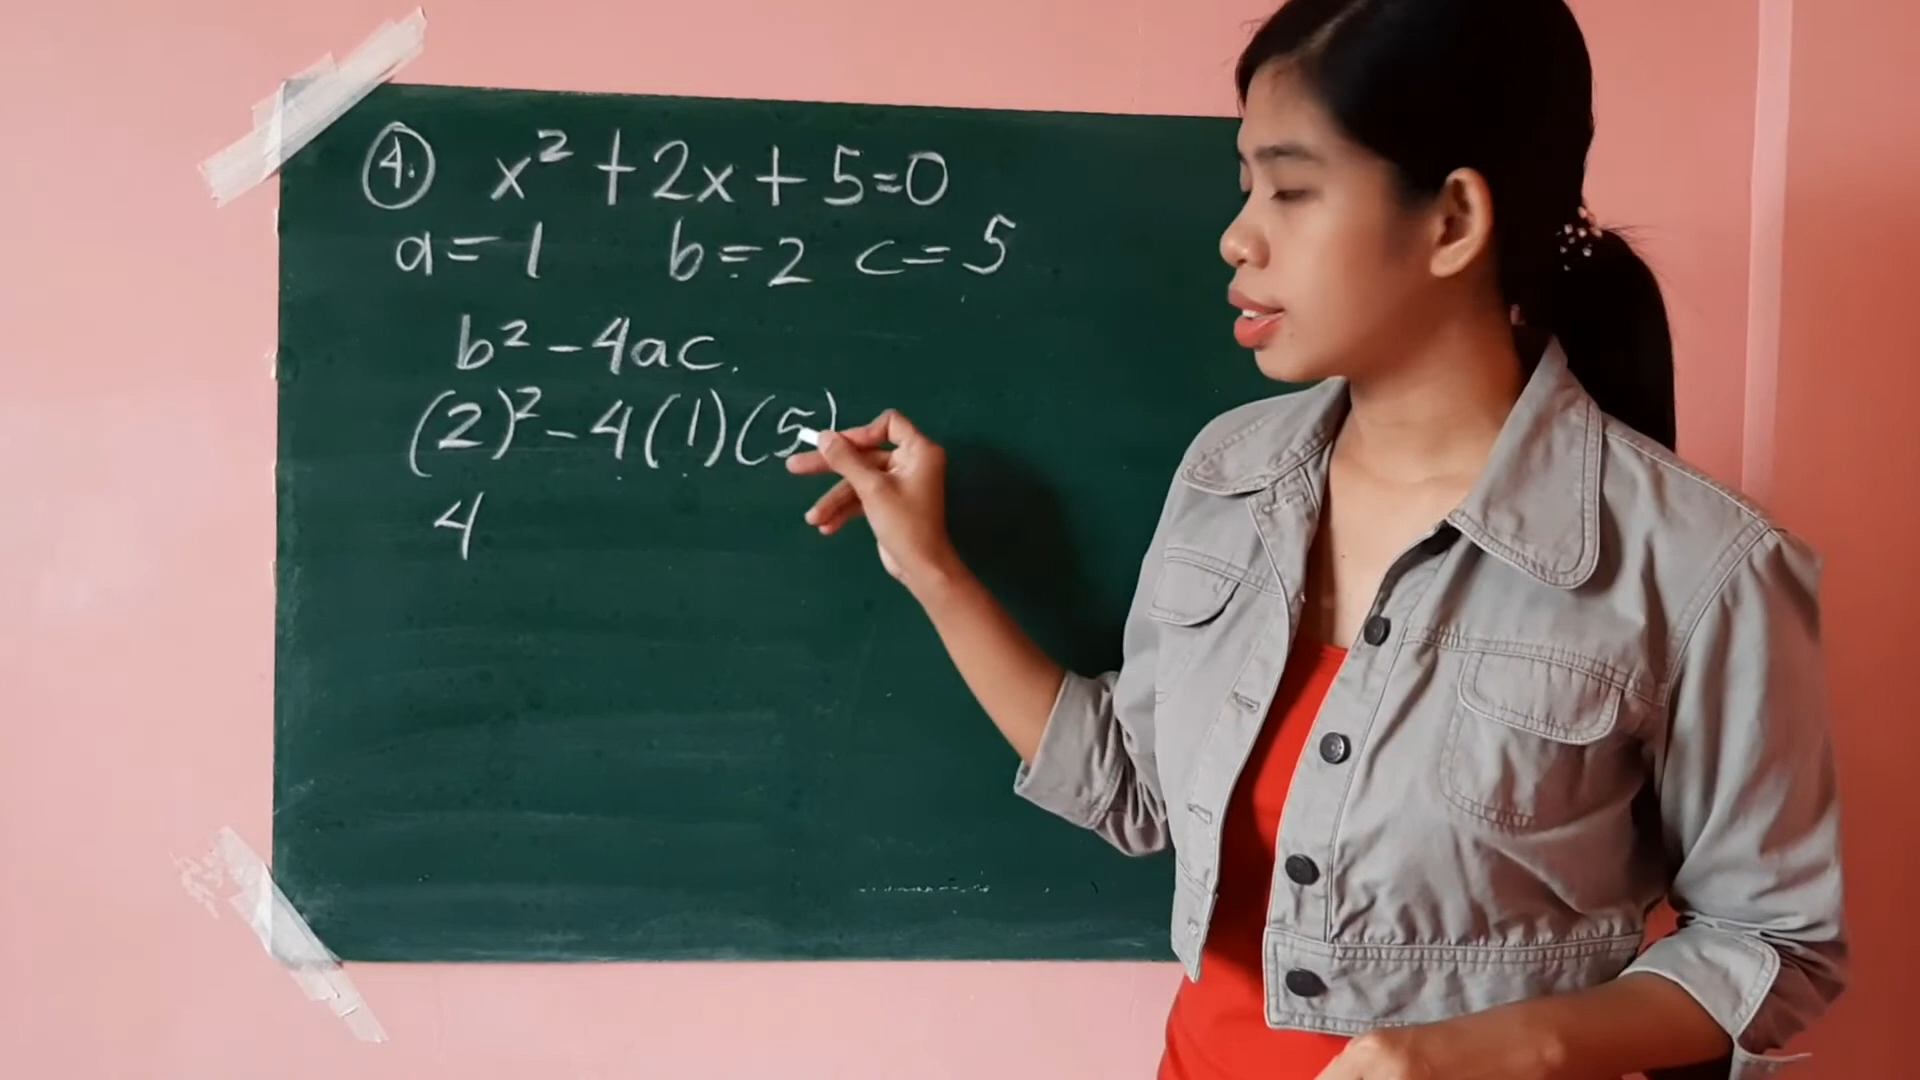 ④. x² + 2x + 5 = 0
a = 1 b = 2 c = 5
b² - 4ac.
(2)² - 4(1)(5)
4